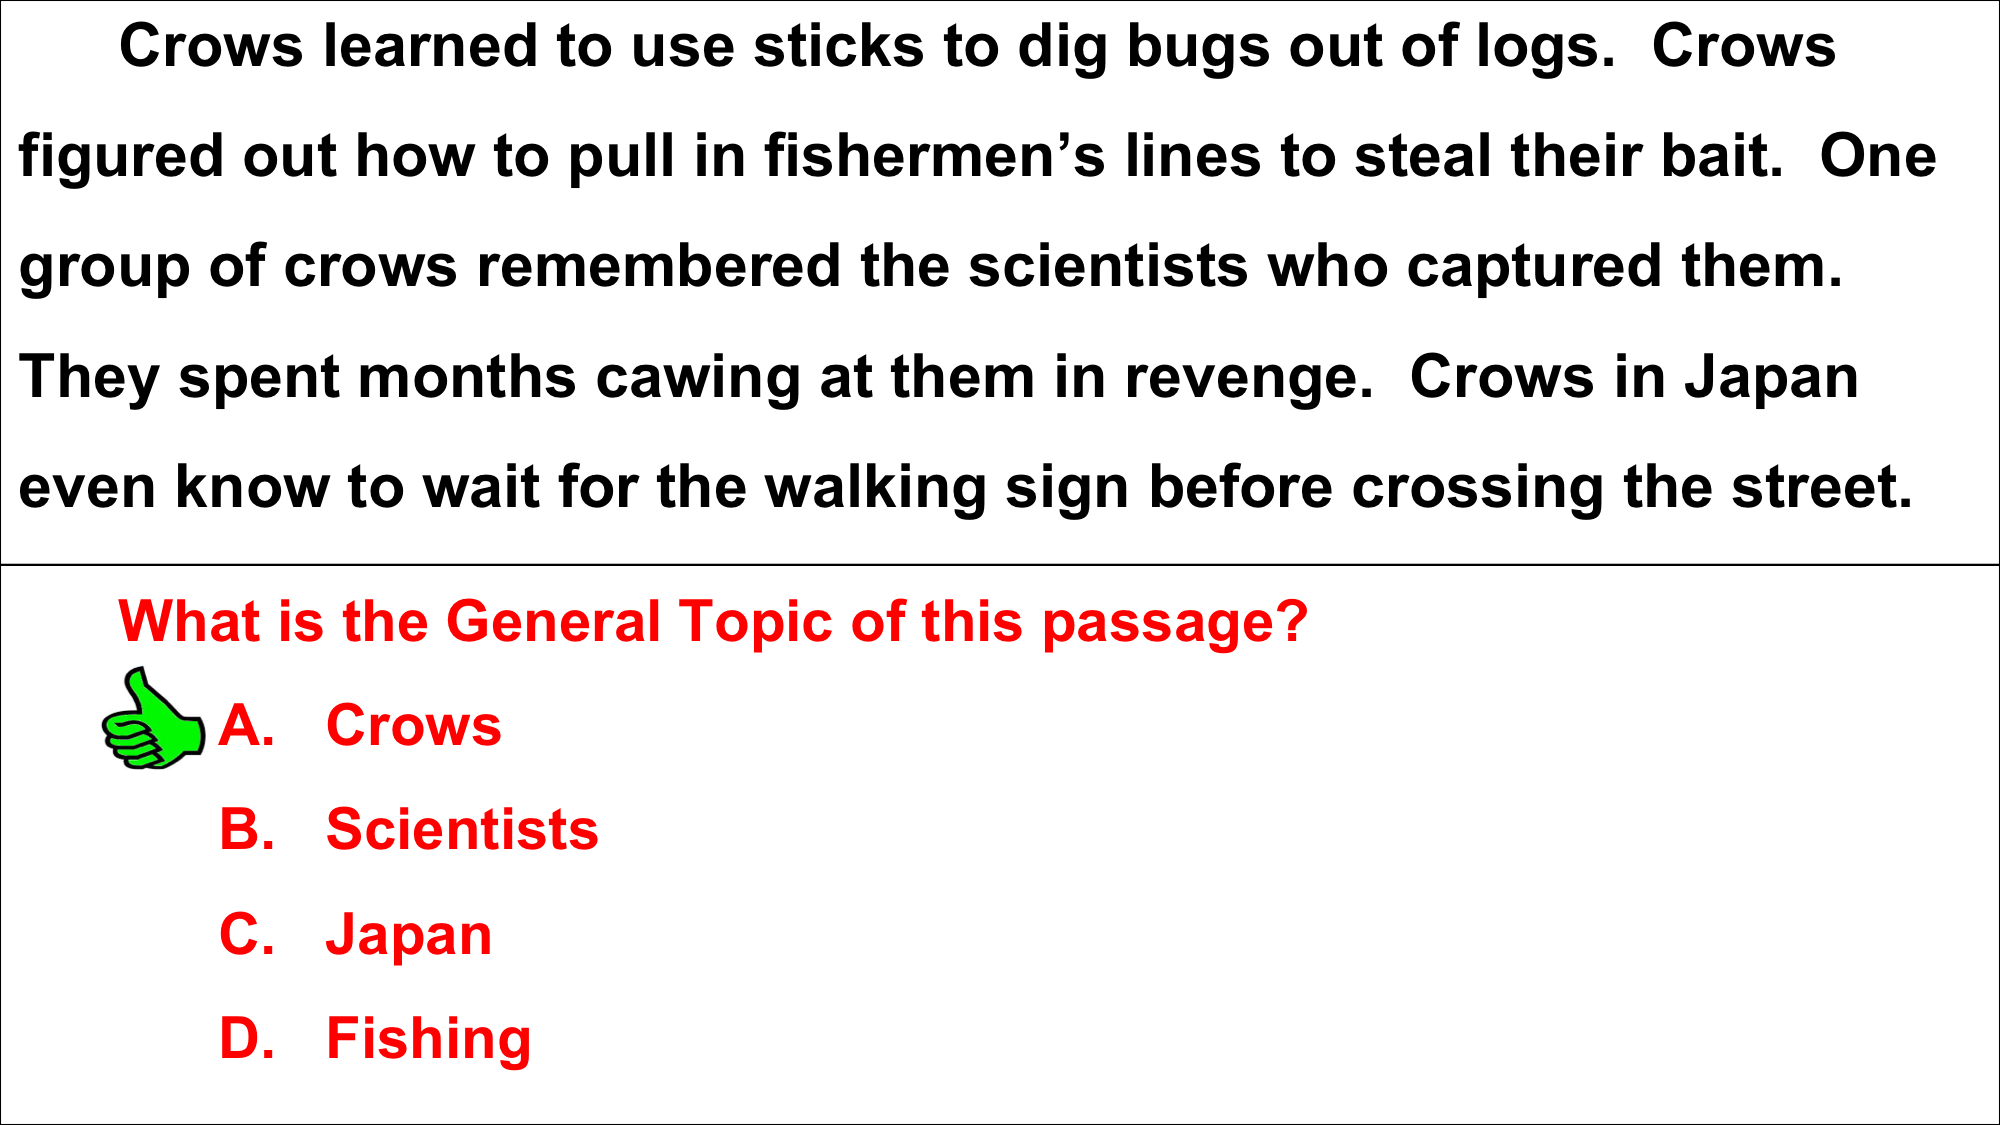 Crows learned to use sticks to dig bugs out of logs.  Crows
figured out how to pull in fishermen’s lines to steal their bait.  One
group of crows remembered the scientists who captured them.
They spent months cawing at them in revenge.  Crows in Japan
even know to wait for the walking sign before crossing the street.
What is the General Topic of this passage?
A.   Crows
B.   Scientists
C.   Japan
D.   Fishing